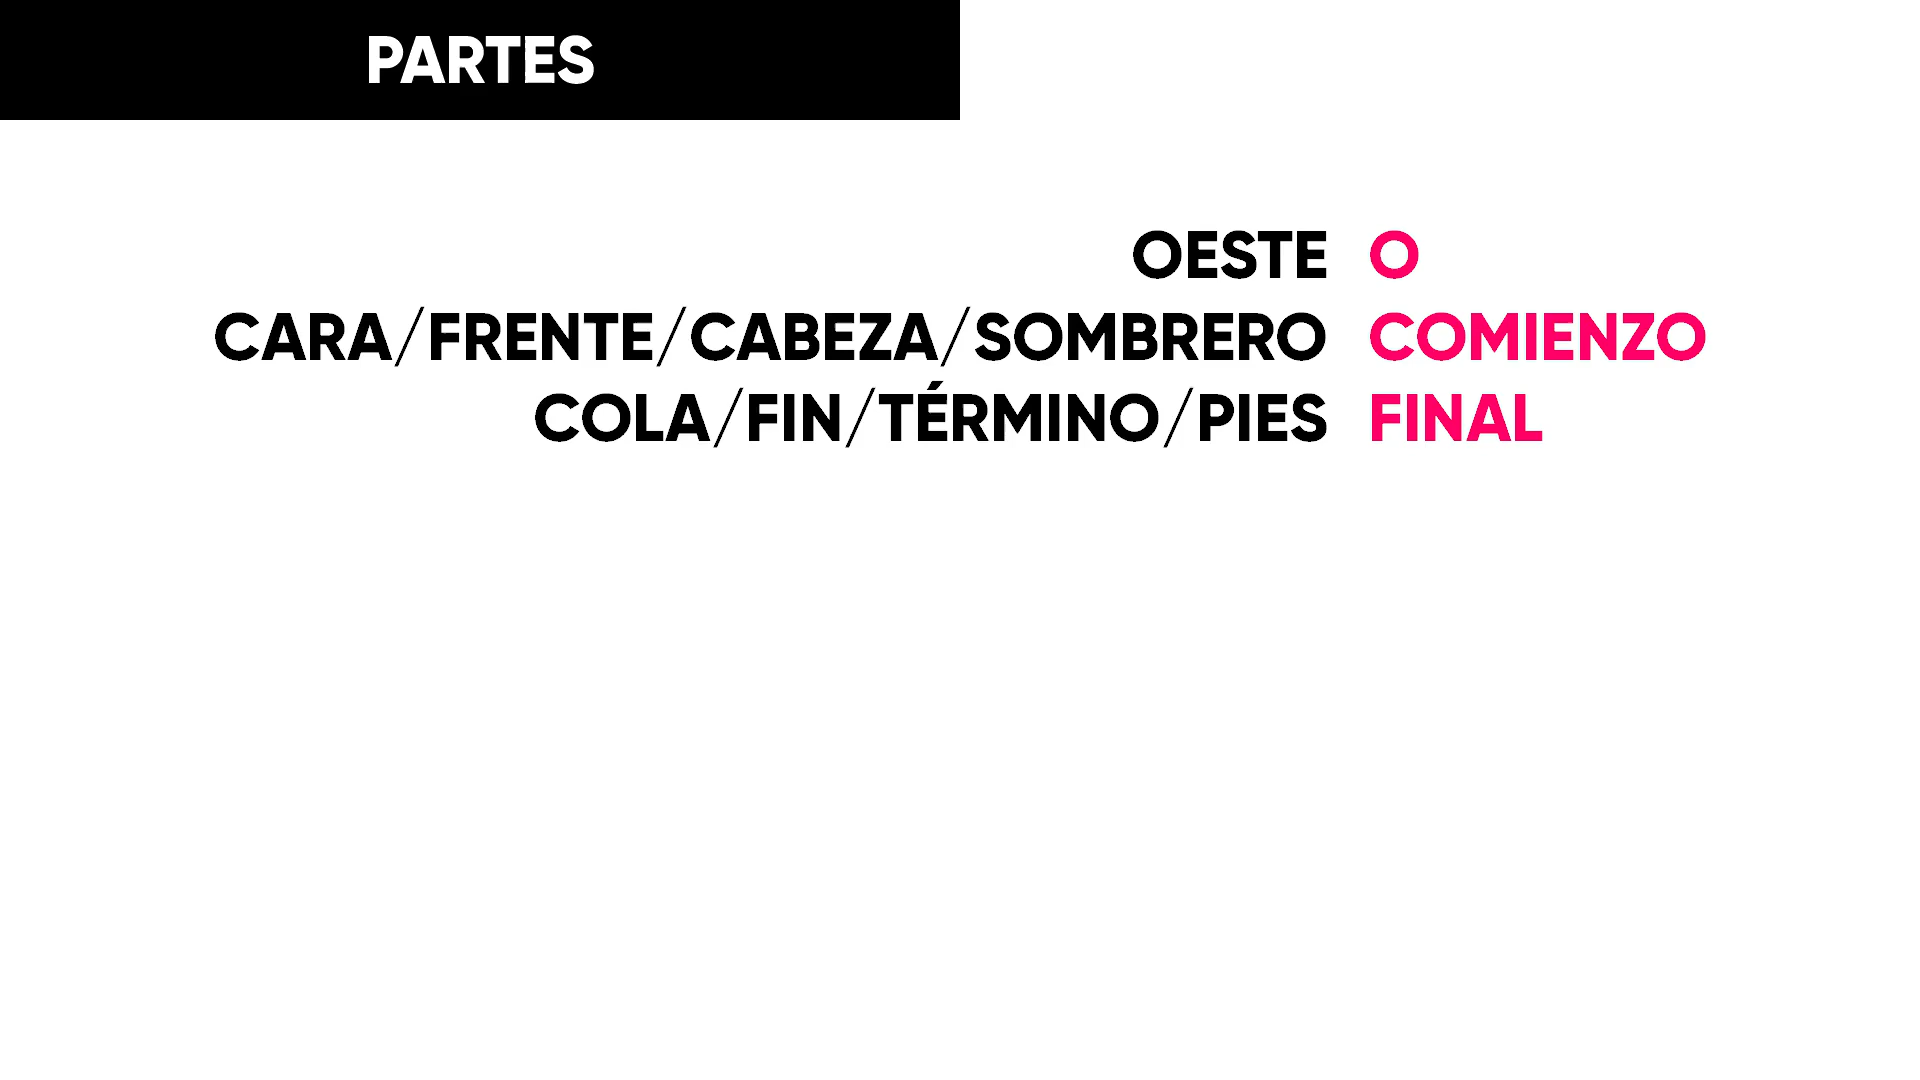 PARTES
OESTE O
CARA/FRENTE/CABEZA/SOMBRERO COMIENZO
COLA/FIN/TÉRMINO/PIES FINAL